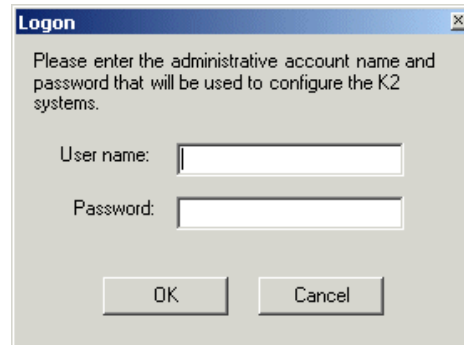 Logon
Please enter the administrative account name and
password that will be used to configure the K2
systems.
User name:
Password:
OK
Cancel